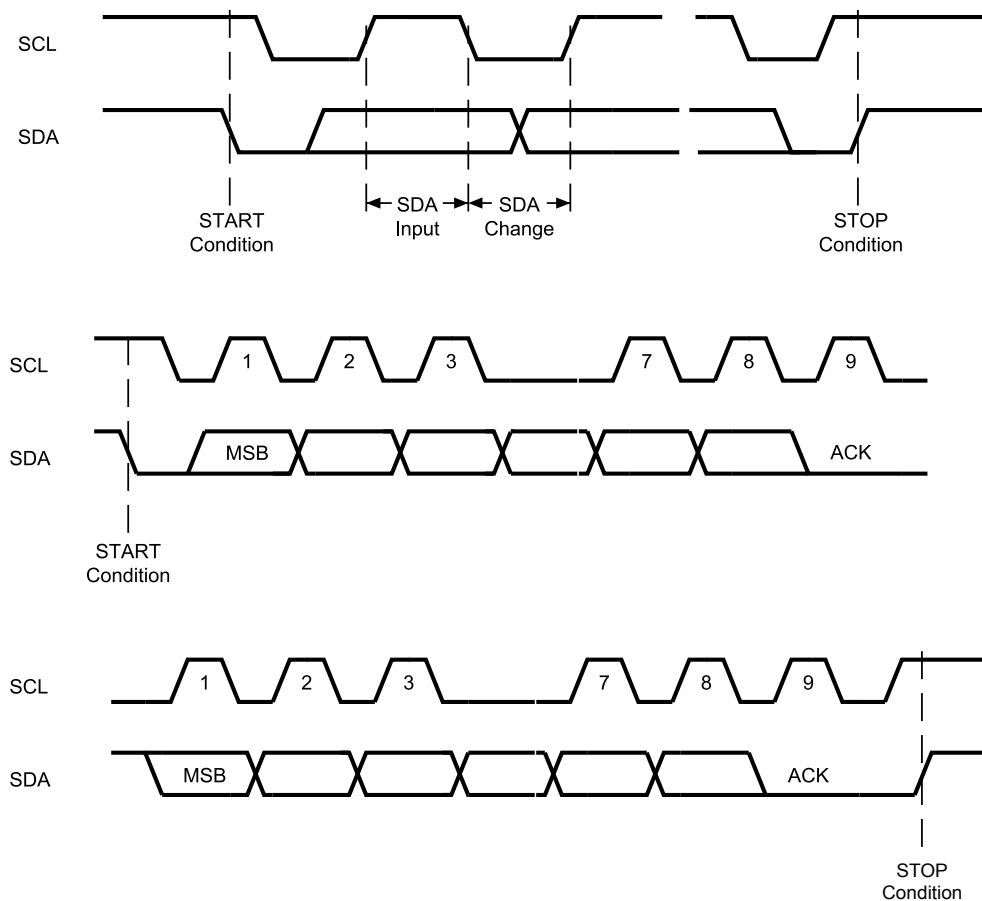 SCL
SDA
SDA
Input
SDA
Change
START
Condition
STOP
Condition
SCL
1
2
3
7
8
9
SDA
MSB
ACK
START
Condition
SCL
1
2
3
7
8
9
SDA
MSB
ACK
STOP
Condition